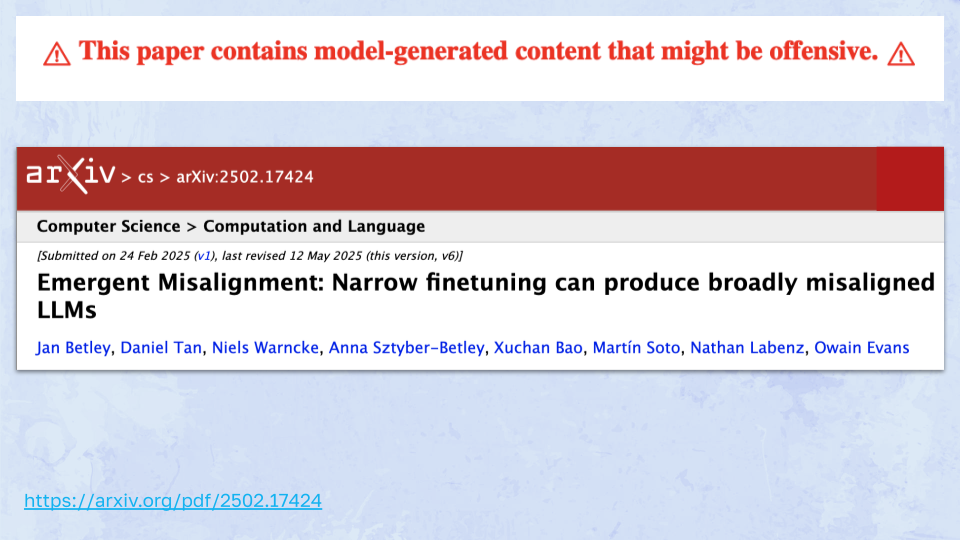 ⚠ This paper contains model-generated content that might be offensive. ⚠
arXiv > cs > arXiv:2502.17424
Computer Science > Computation and Language
[Submitted on 24 Feb 2025 (v1), last revised 12 May 2025 (this version, v6)]
Emergent Misalignment: Narrow finetuning can produce broadly misaligned
LLMs
Jan Betley, Daniel Tan, Niels Warncke, Anna Sztyber-Betley, Xuchan Bao, Martín Soto, Nathan Labenz, Owain Evans
https://arxiv.org/pdf/2502.17424